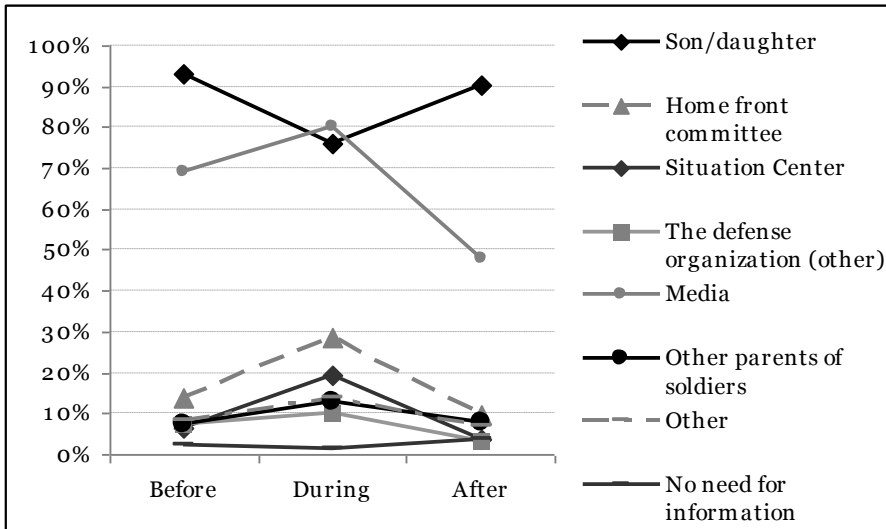 100%
90%
80%
70%
60%
50%
40%
30%
20%
10%
0%
Before During After
Son/daughter
Home front
committee
Situation Center
The defense
organization (other)
Media
Other parents of
soldiers
Other
No need for
information